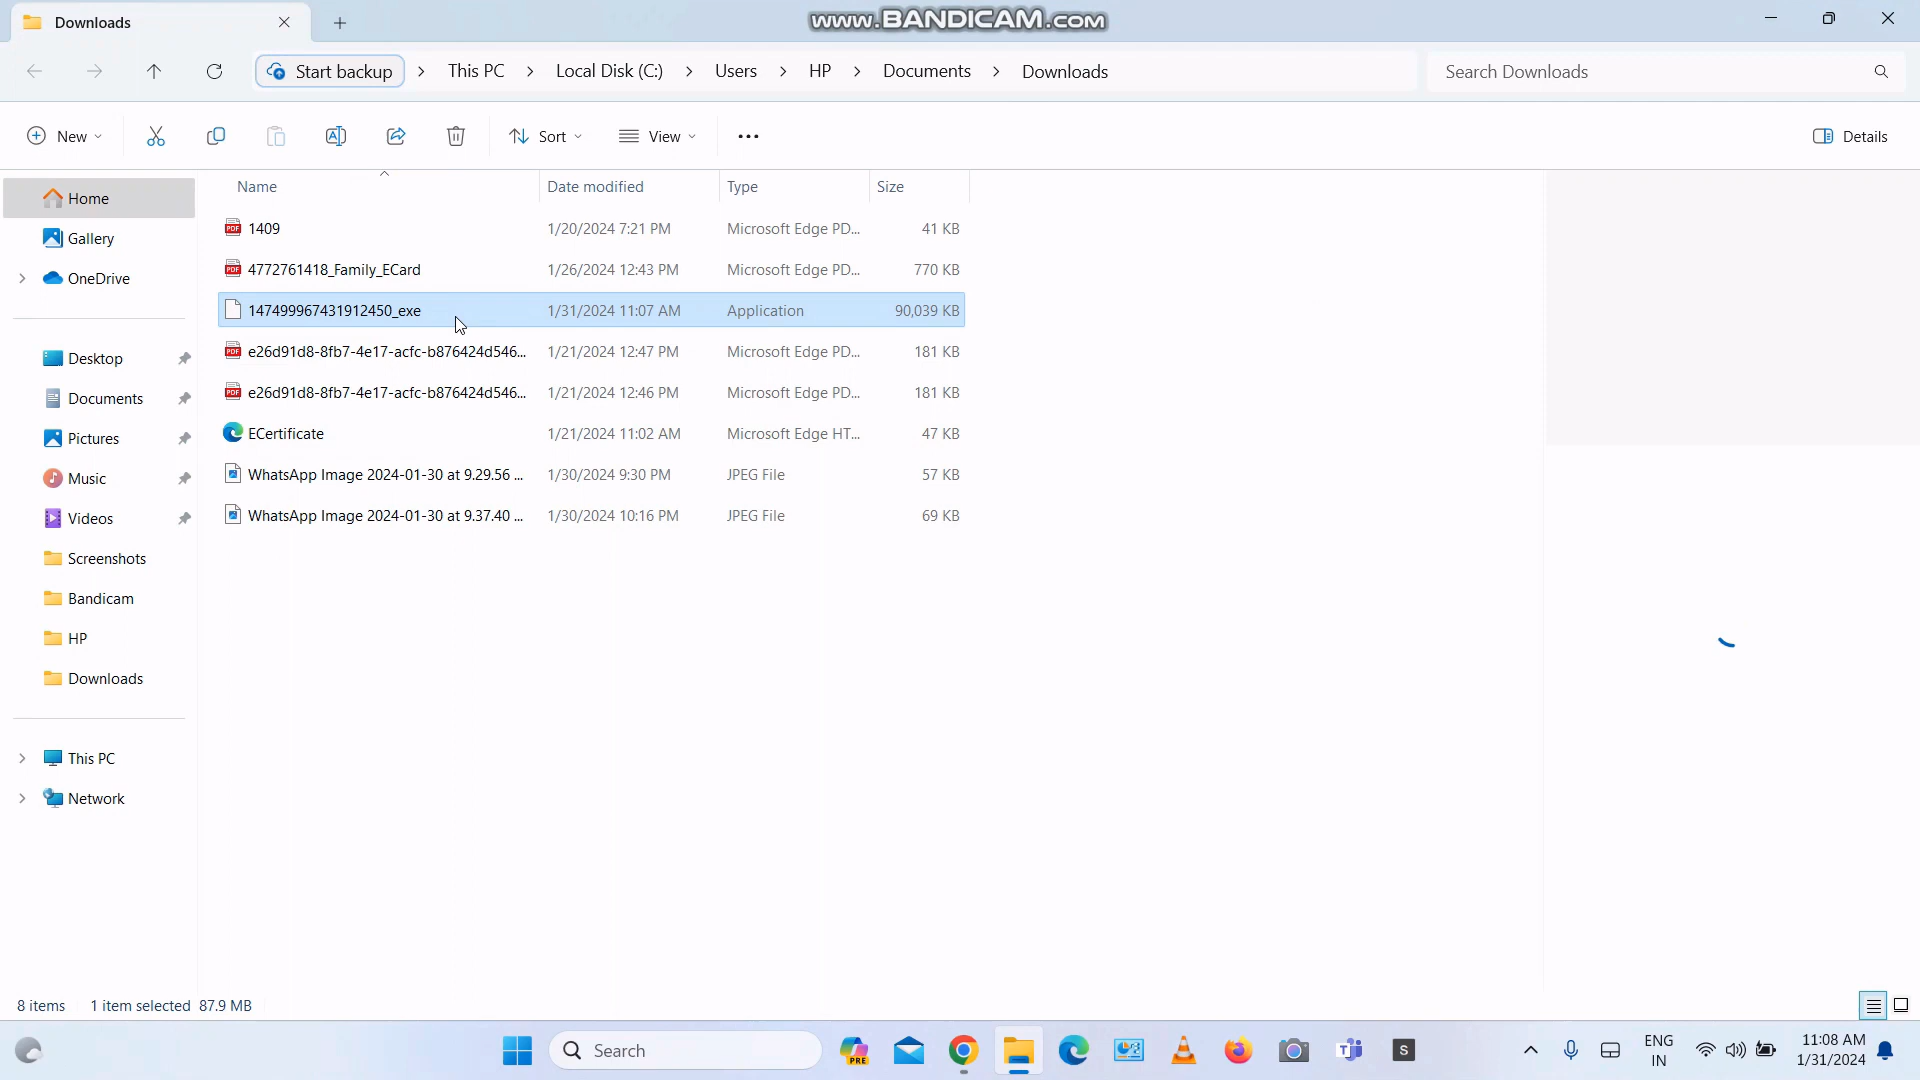 Downloads
www.BANDICAM.com
Start backup
This PC
Local Disk (C:)
Users
HP
Documents
Downloads
Search Downloads
New
Sort
View
Details
Name
Date modified
Type
Size
1409 1/20/2024 7:21 PM Microsoft Edge PD... 41 KB
4772761418_Family_ECard 1/26/2024 12:43 PM Microsoft Edge PD... 770 KB
147499967431912450_exe 1/31/2024 11:07 AM Application 90,039 KB
e26d91d8-8fb7-4e17-acfc-b876424d546... 1/21/2024 12:47 PM Microsoft Edge PD... 181 KB
e26d91d8-8fb7-4e17-acfc-b876424d546... 1/21/2024 12:46 PM Microsoft Edge PD... 181 KB
ECertificate 1/21/2024 11:02 AM Microsoft Edge HT... 47 KB
WhatsApp Image 2024-01-30 at 9.29.56 ... 1/30/2024 9:30 PM JPEG File 57 KB
WhatsApp Image 2024-01-30 at 9.37.40 ... 1/30/2024 10:16 PM JPEG File 69 KB
Home
Gallery
OneDrive
Desktop
Documents
Pictures
Music
Videos
Screenshots
Bandicam
HP
Downloads
This PC
Network
8 items
1 item selected 87.9 MB
Search
PRE
S
ENG
IN
11:08 AM
1/31/2024